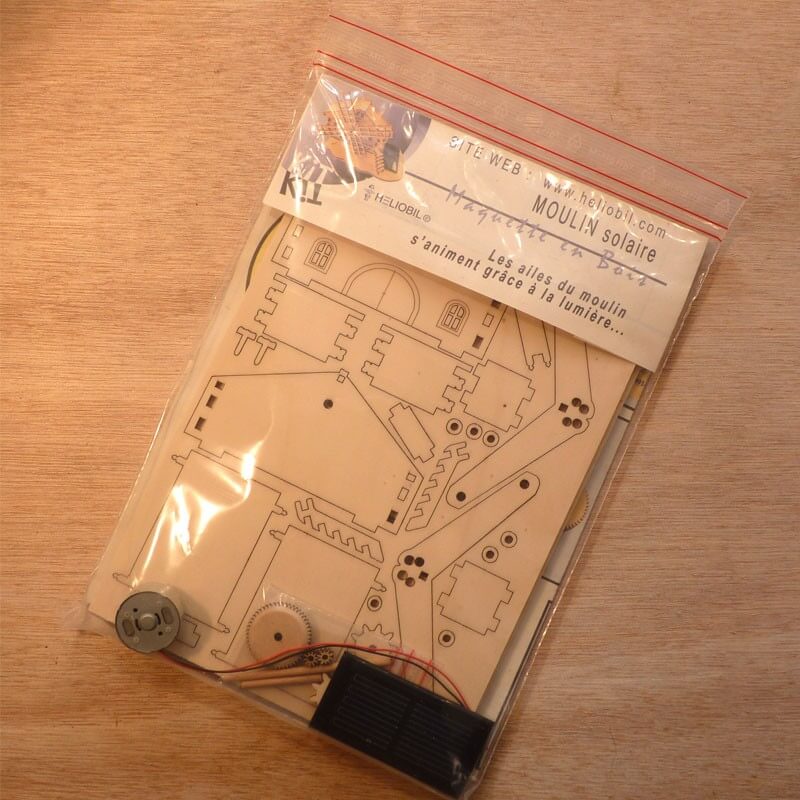 SITE WEB : www.heliobil.com
KIT
HELIOBIL®
MOULIN solaire
Maquette en Bois
Les ailes du moulin
s'animent grâce à la lumière...